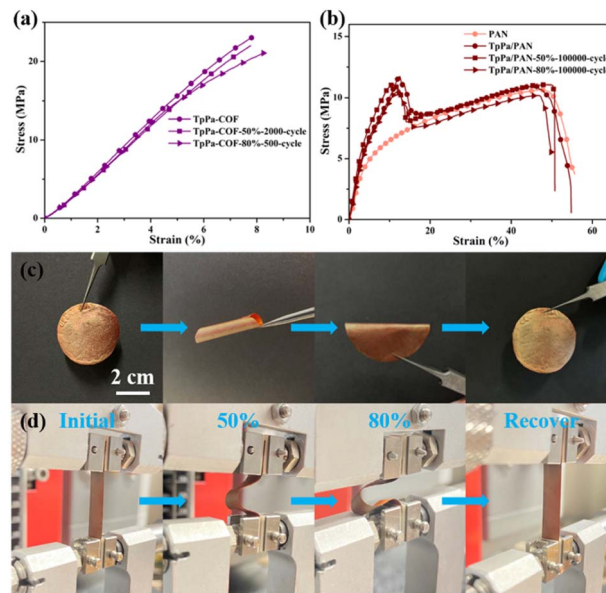 (a)
Stress (MPa)
20
10
0
TpPa-COF
TpPa-COF-50%-2000-cycle
TpPa-COF-80%-500-cycle
0 2 4 6 8 10
Strain (%)
(b)
Stress (MPa)
15
10
5
0
PAN
TpPa/PAN
TpPa/PAN-50%-100000-cycle
TpPa/PAN-80%-100000-cycle
0 20 40 60
Strain (%)
(c)
2 cm
(d) Initial 50% 80% Recover